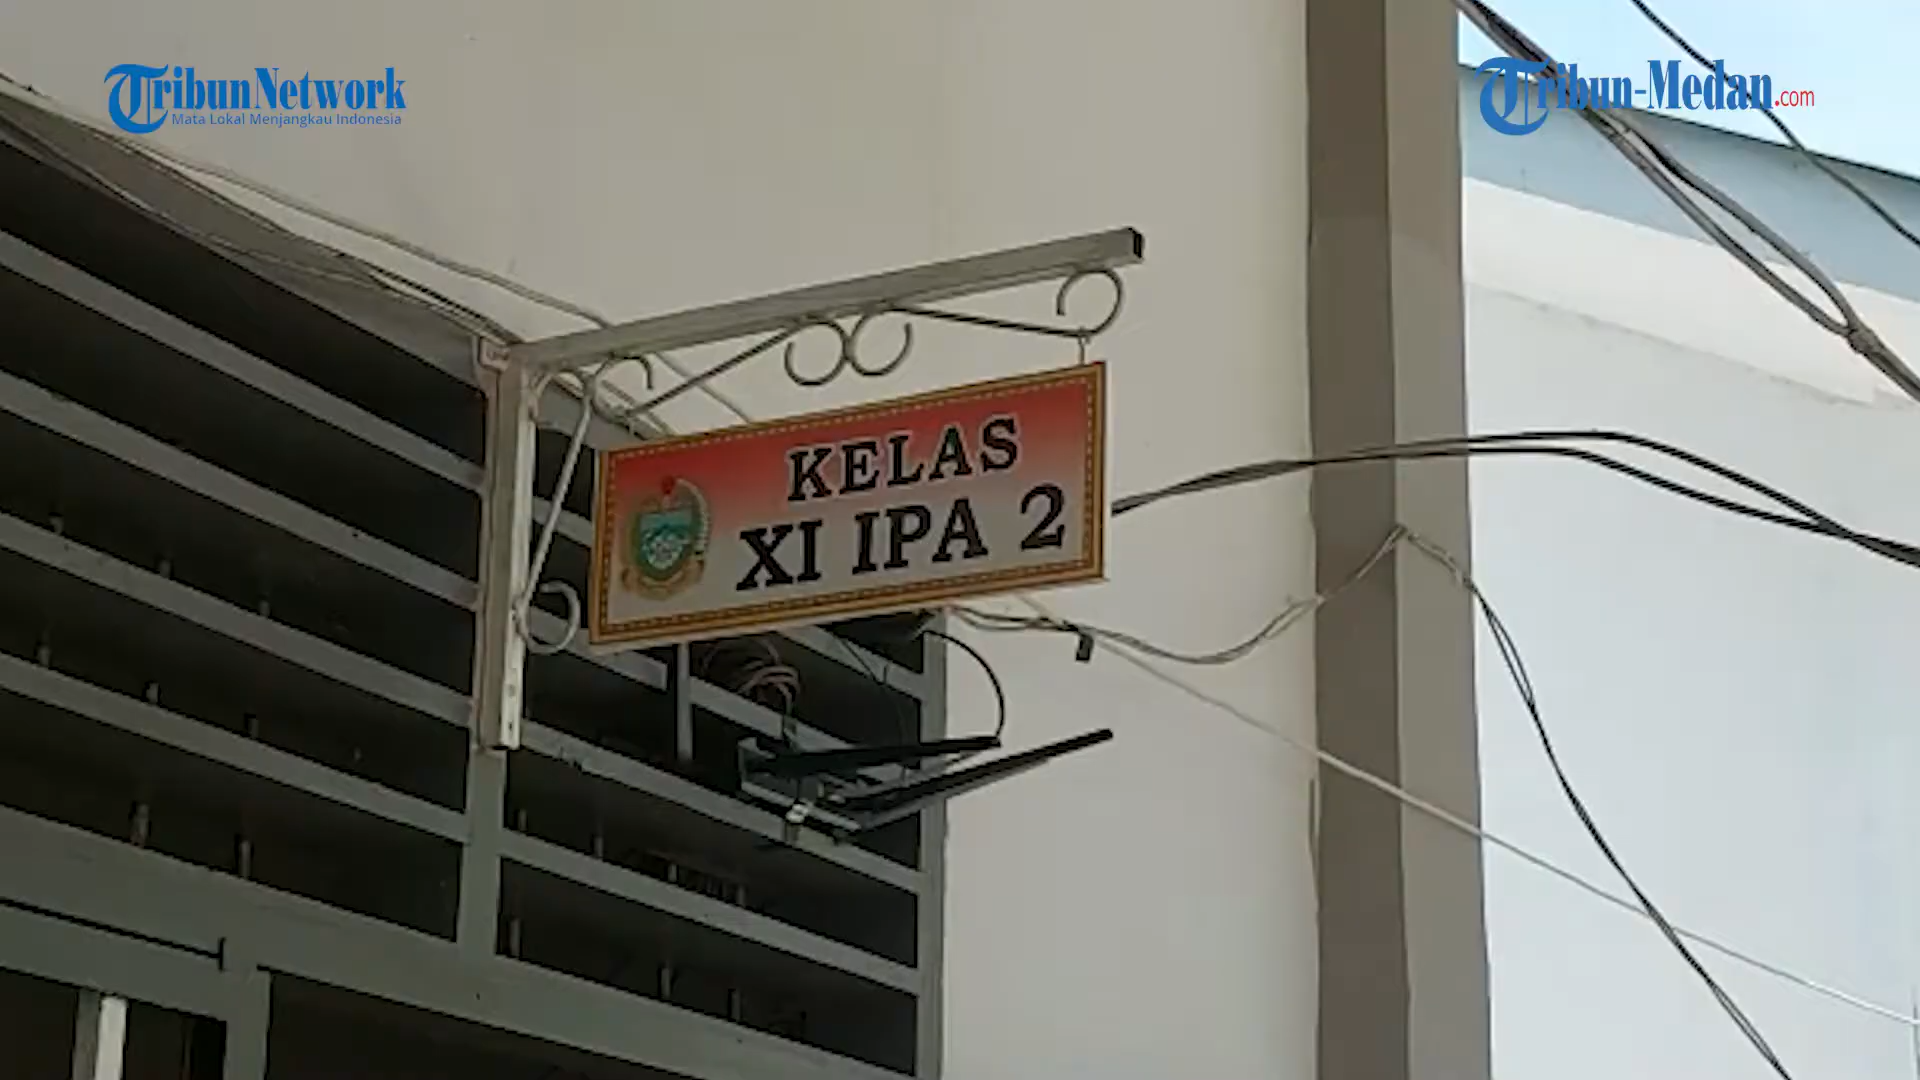 TribunNetwork
Mata Lokal Menjangkau Indonesia
Tribun-Medan.com
KELAS
XI IPA 2